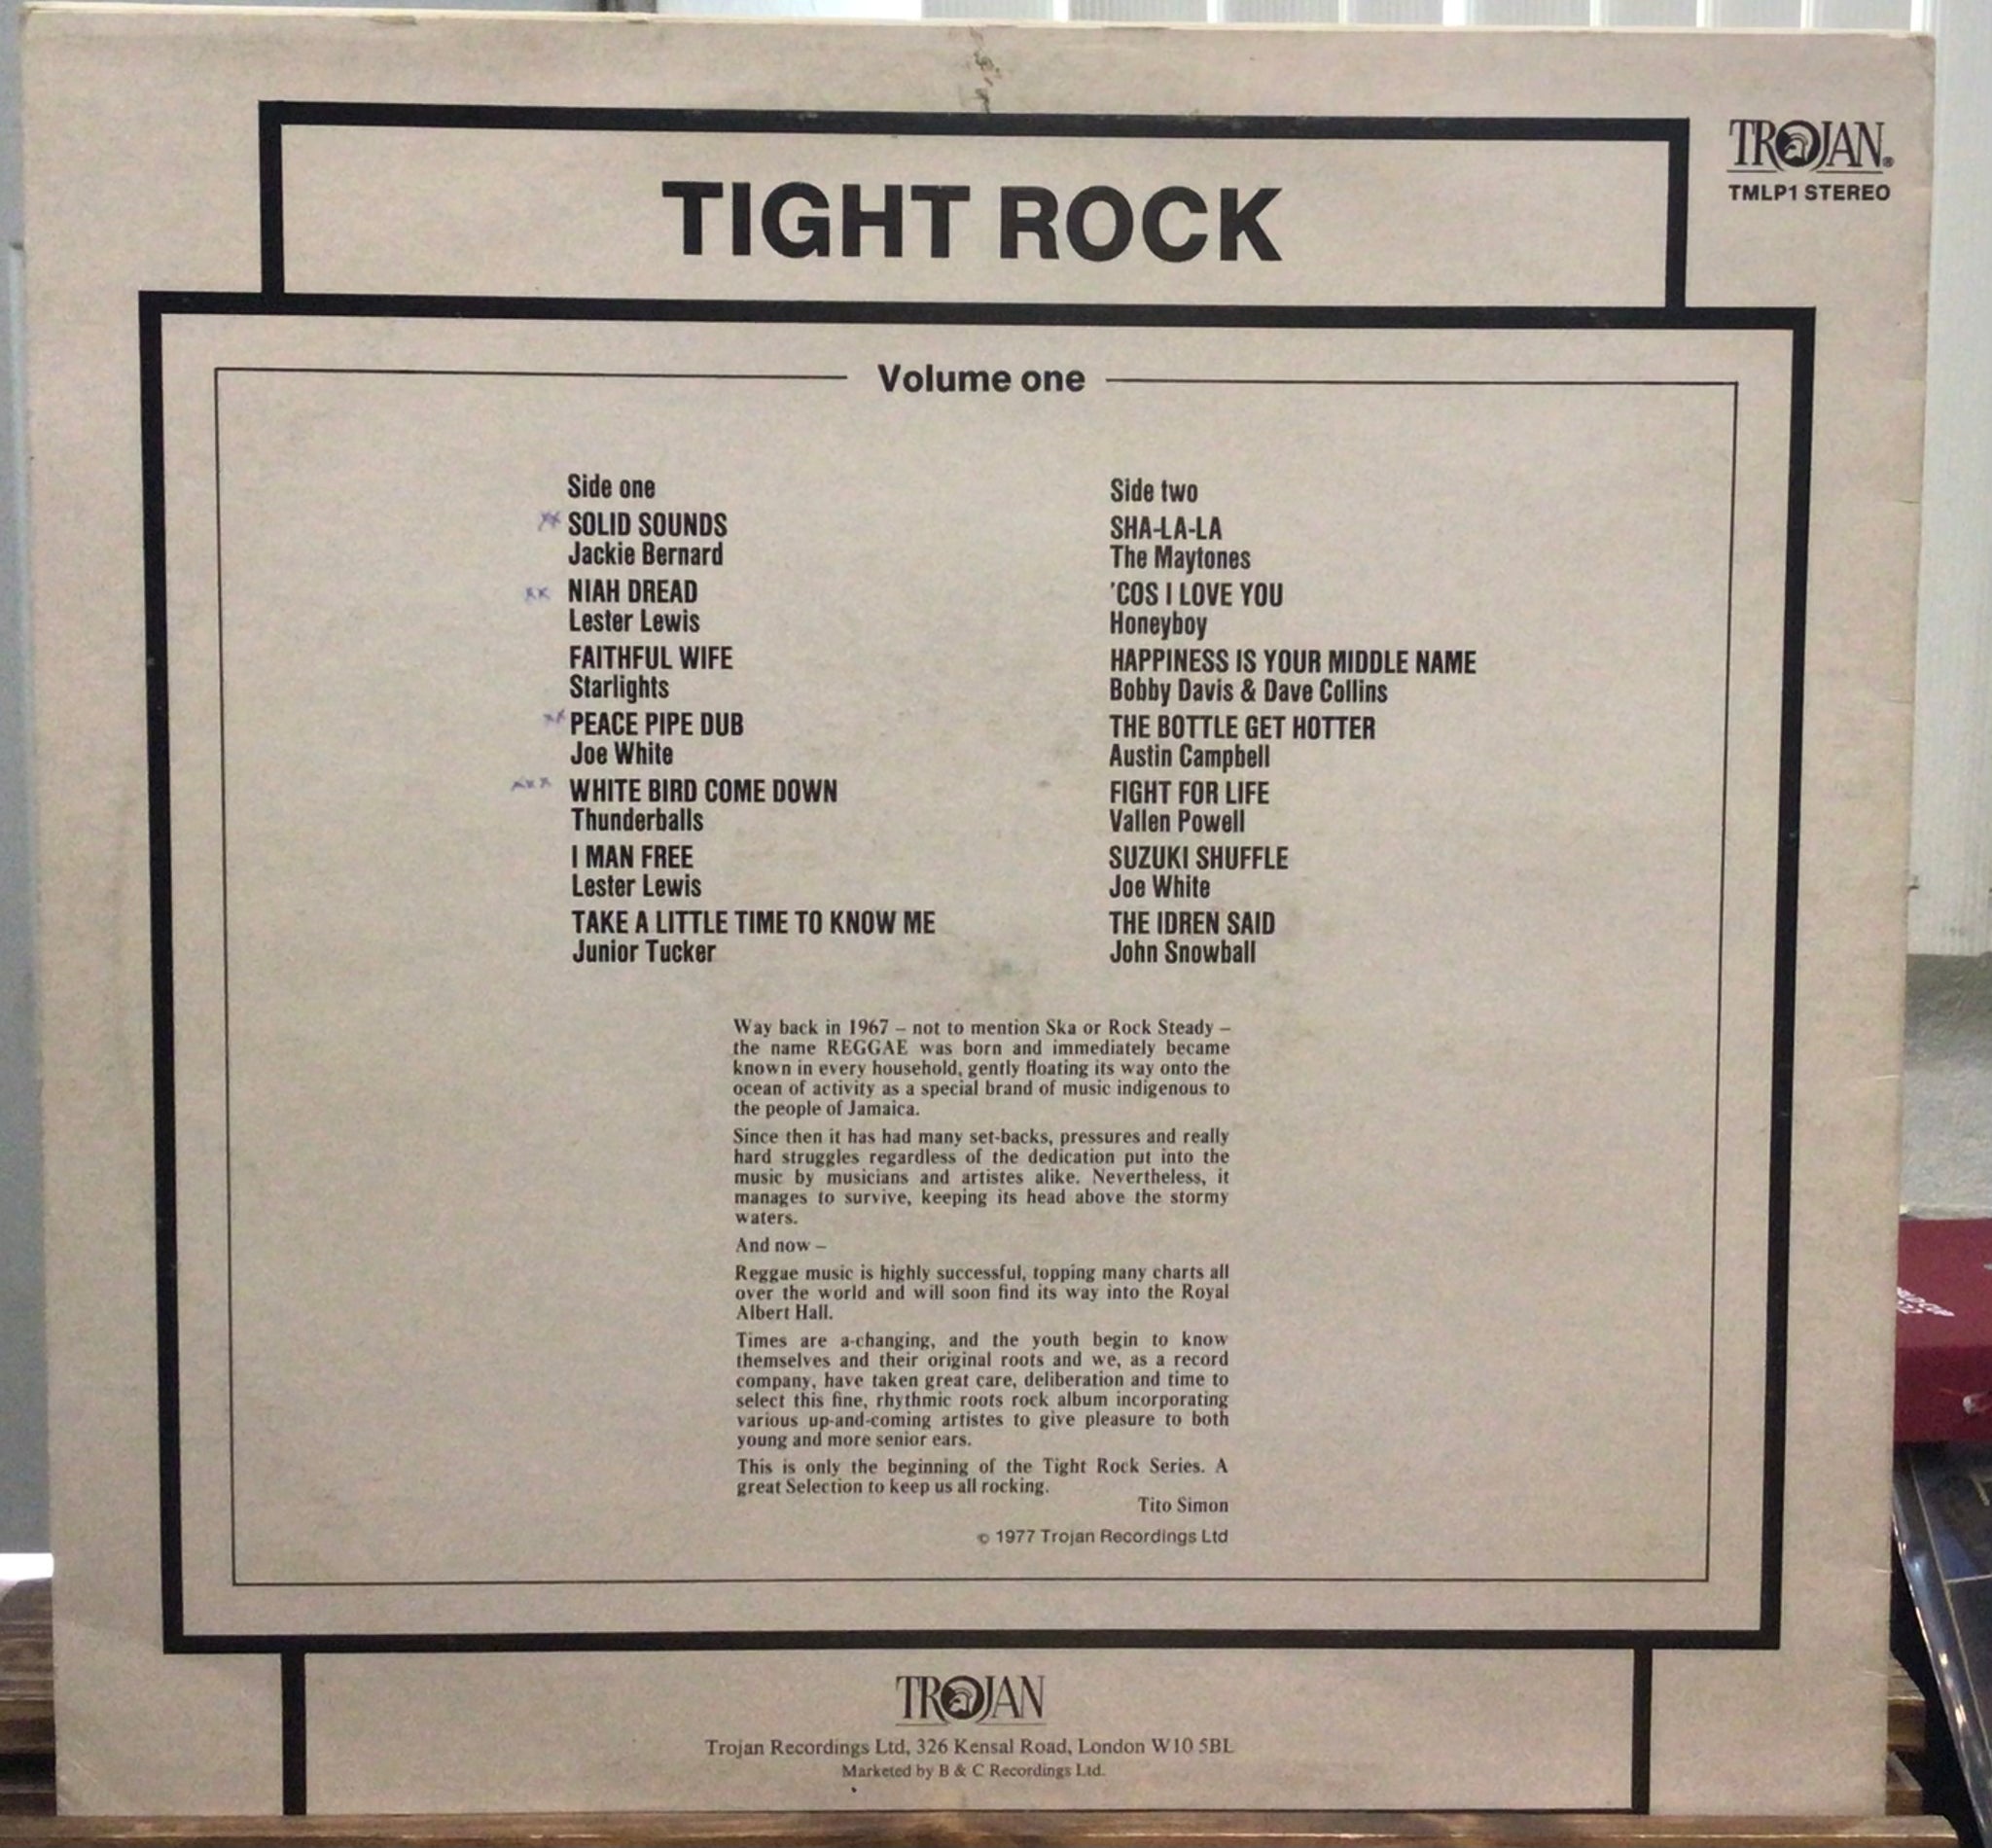 TROJAN®
TMLP1 STEREO
TIGHT ROCK
Volume one
Side one
xx SOLID SOUNDS
Jackie Bernard
xx NIAH DREAD
Lester Lewis
FAITHFUL WIFE
Starlights
xx PEACE PIPE DUB
Joe White
xxx WHITE BIRD COME DOWN
Thunderballs
I MAN FREE
Lester Lewis
TAKE A LITTLE TIME TO KNOW ME
Junior Tucker
Side two
SHA-LA-LA
The Maytones
'COS I LOVE YOU
Honeyboy
HAPPINESS IS YOUR MIDDLE NAME
Bobby Davis & Dave Collins
THE BOTTLE GET HOTTER
Austin Campbell
FIGHT FOR LIFE
Vallen Powell
SUZUKI SHUFFLE
Joe White
THE IDREN SAID
John Snowball
Way back in 1967 – not to mention Ska or Rock Steady –
the name REGGAE was born and immediately became
known in every household, gently floating its way onto the
ocean of activity as a special brand of music indigenous to
the people of Jamaica.
Since then it has had many set-backs, pressures and really
hard struggles regardless of the dedication put into the
music by musicians and artistes alike. Nevertheless, it
manages to survive, keeping its head above the stormy
waters.
And now –
Reggae music is highly successful, topping many charts all
over the world and will soon find its way into the Royal
Albert Hall.
Times are a-changing, and the youth begin to know
themselves and their original roots and we, as a record
company, have taken great care, deliberation and time to
select this fine, rhythmic roots rock album incorporating
various up-and-coming artistes to give pleasure to both
young and more senior ears.
This is only the beginning of the Tight Rock Series. A
great Selection to keep us all rocking.
Tito Simon
© 1977 Trojan Recordings Ltd
TROJAN
Trojan Recordings Ltd, 326 Kensal Road, London W10 5BL
Marketed by B & C Recordings Ltd.